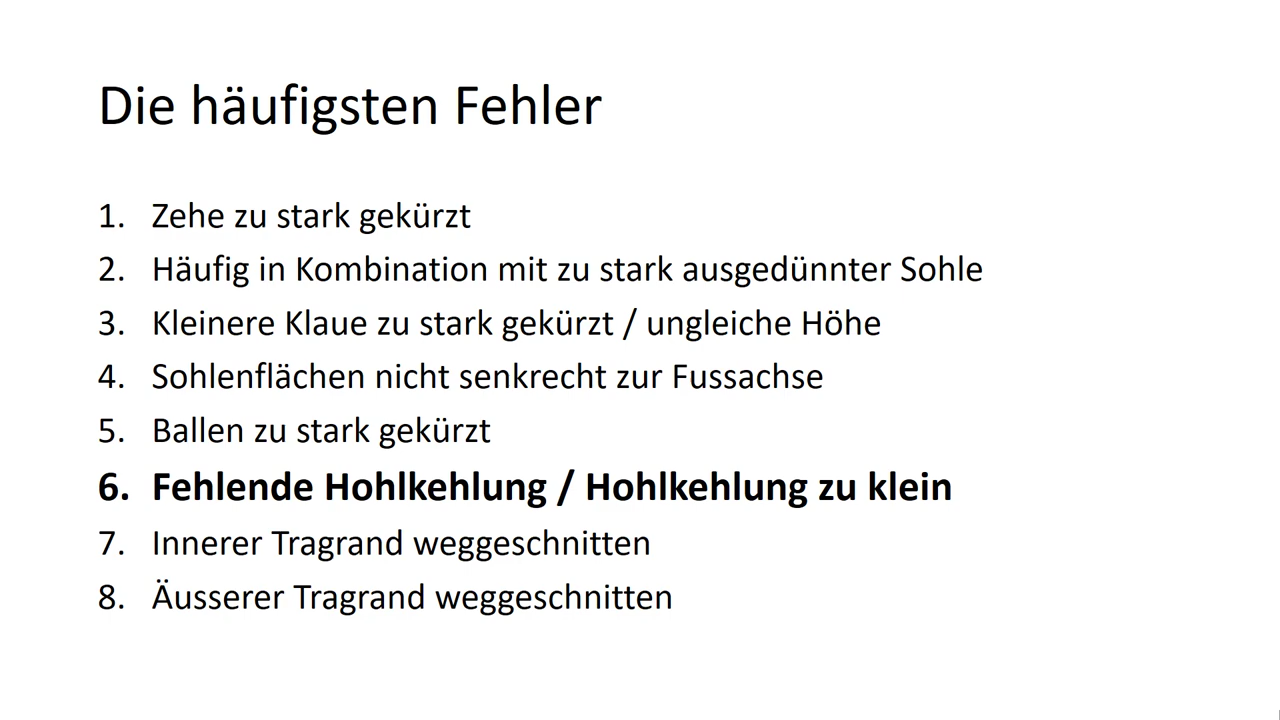 Die häufigsten Fehler
1. Zehe zu stark gekürzt
2. Häufig in Kombination mit zu stark ausgedünnter Sohle
3. Kleinere Klaue zu stark gekürzt / ungleiche Höhe
4. Sohlenflächen nicht senkrecht zur Fussachse
5. Ballen zu stark gekürzt
6. Fehlende Hohlkehlung / Hohlkehlung zu klein
7. Innerer Tragrand weggeschnitten
8. Äusserer Tragrand weggeschnitten